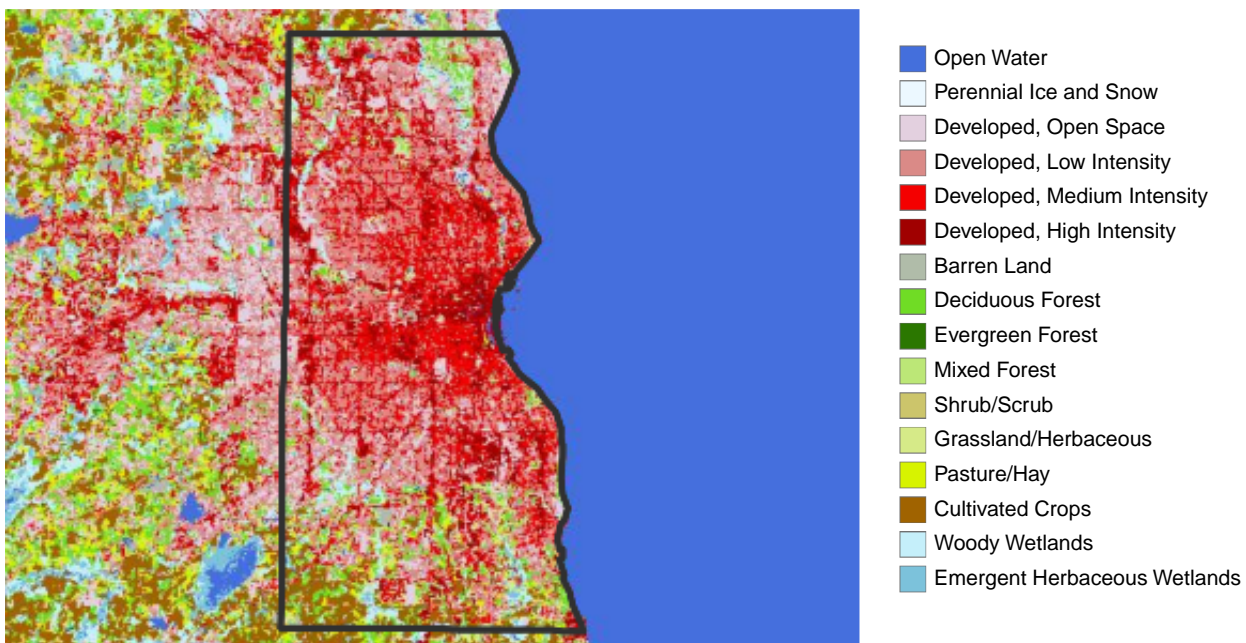 Open Water
Perennial Ice and Snow
Developed, Open Space
Developed, Low Intensity
Developed, Medium Intensity
Developed, High Intensity
Barren Land
Deciduous Forest
Evergreen Forest
Mixed Forest
Shrub/Scrub
Grassland/Herbaceous
Pasture/Hay
Cultivated Crops
Woody Wetlands
Emergent Herbaceous Wetlands